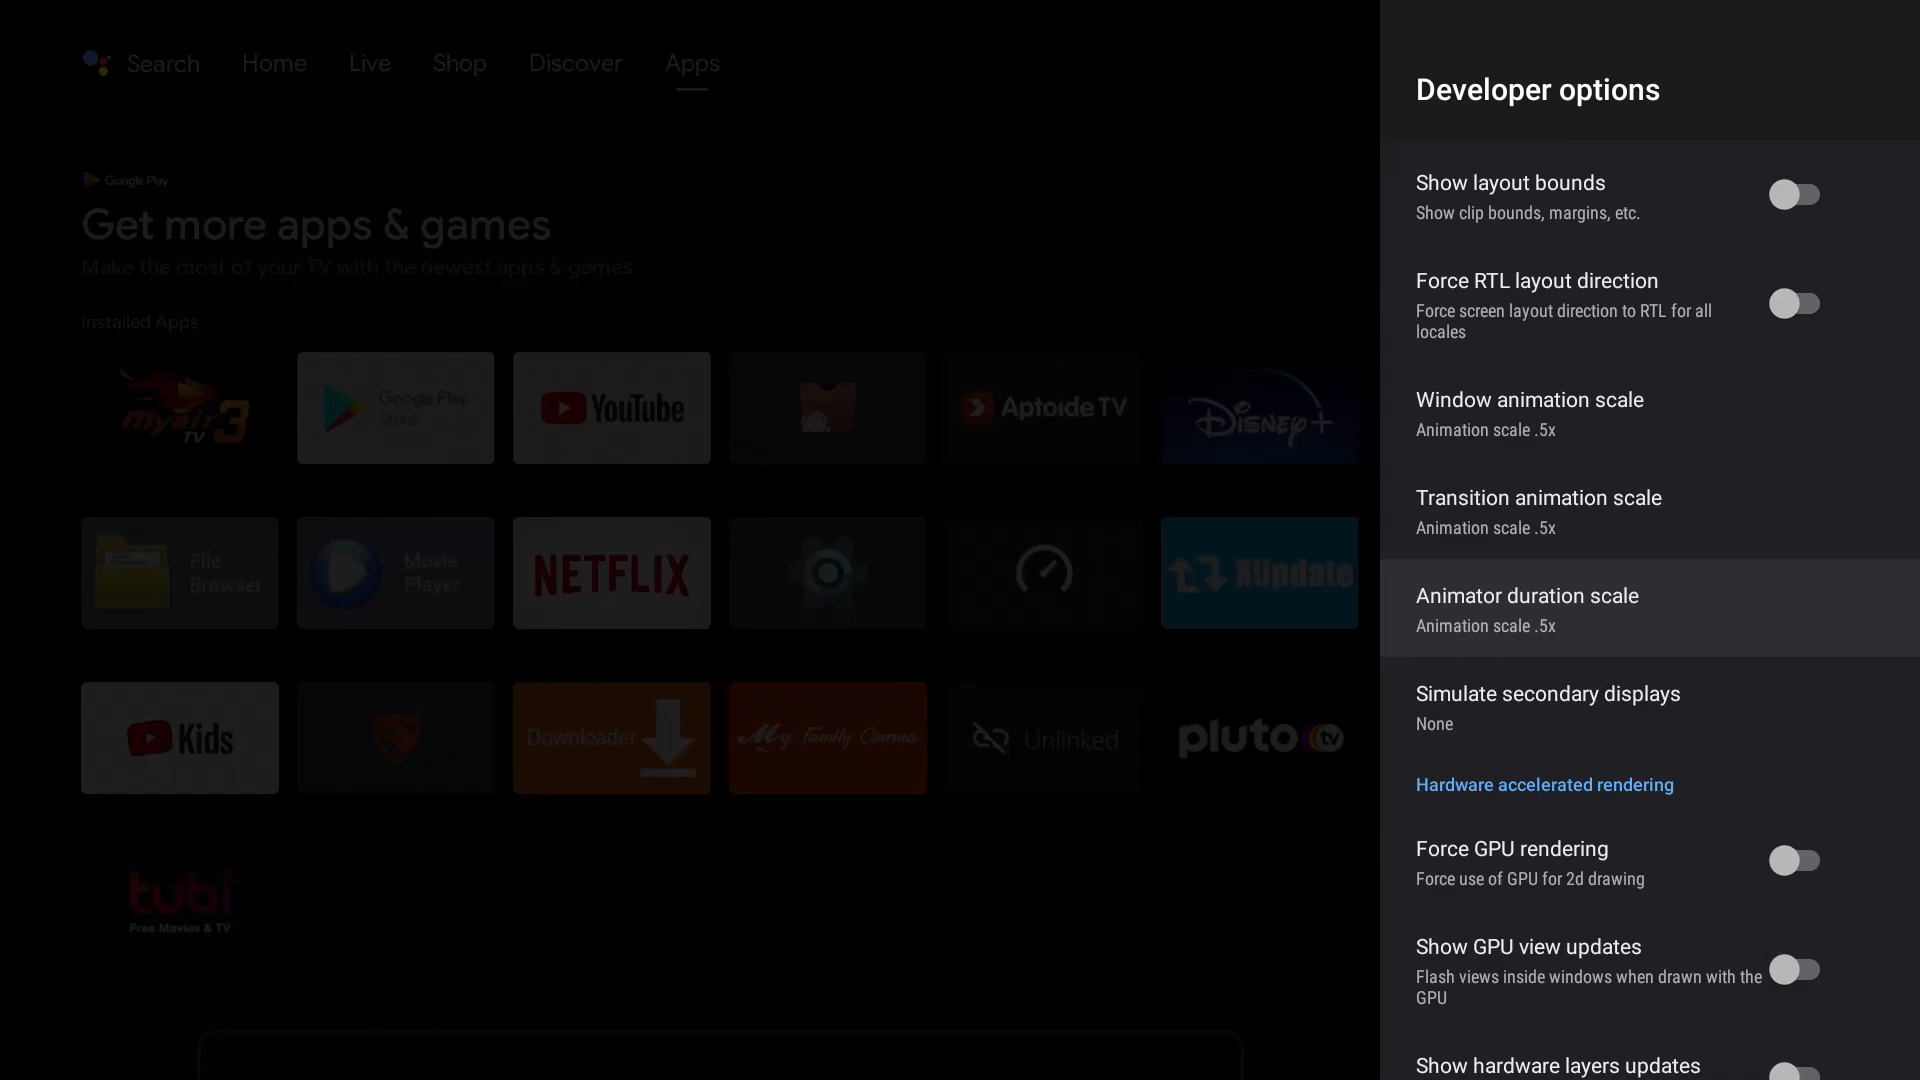 Search Home Live Shop Discover Apps
Google Play
Get more apps & games
Make the most of your TV with the newest apps & games
Installed Apps
myair TV 3
Google Play Store
YouTube
Aptoide TV
Disney+
File Browser
Movie Player
NETFLIX
XUpdate
Kids
Downloader
My Family Cinema
Unlinked
pluto tv
tubi
Free Movies & TV
Developer options
Show layout bounds
Show clip bounds, margins, etc.
Force RTL layout direction
Force screen layout direction to RTL for all
locales
Window animation scale
Animation scale .5x
Transition animation scale
Animation scale .5x
Animator duration scale
Animation scale .5x
Simulate secondary displays
None
Hardware accelerated rendering
Force GPU rendering
Force use of GPU for 2d drawing
Show GPU view updates
Flash views inside windows when drawn with the
GPU
Show hardware layers updates